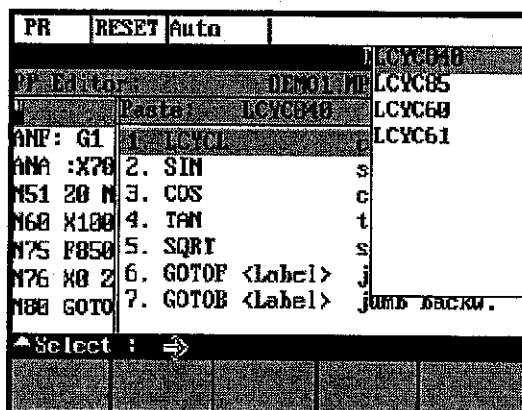 PR RESET Auto
LCYC840
PP Editor: DEMO1.MP LCYC85
Paste: LCYC840 LCYC60
ANF: G1 1. LCYCL LCYC61
ANA :X70 2. SIN s
N51 20 N 3. COS c
N60 X100 4. TAN t
N75 F850 5. SQRT s
N76 X0 2 6. GOTOF <Label> j
N80 GOTO 7. GOTOB <Label> jump backw.
Select :